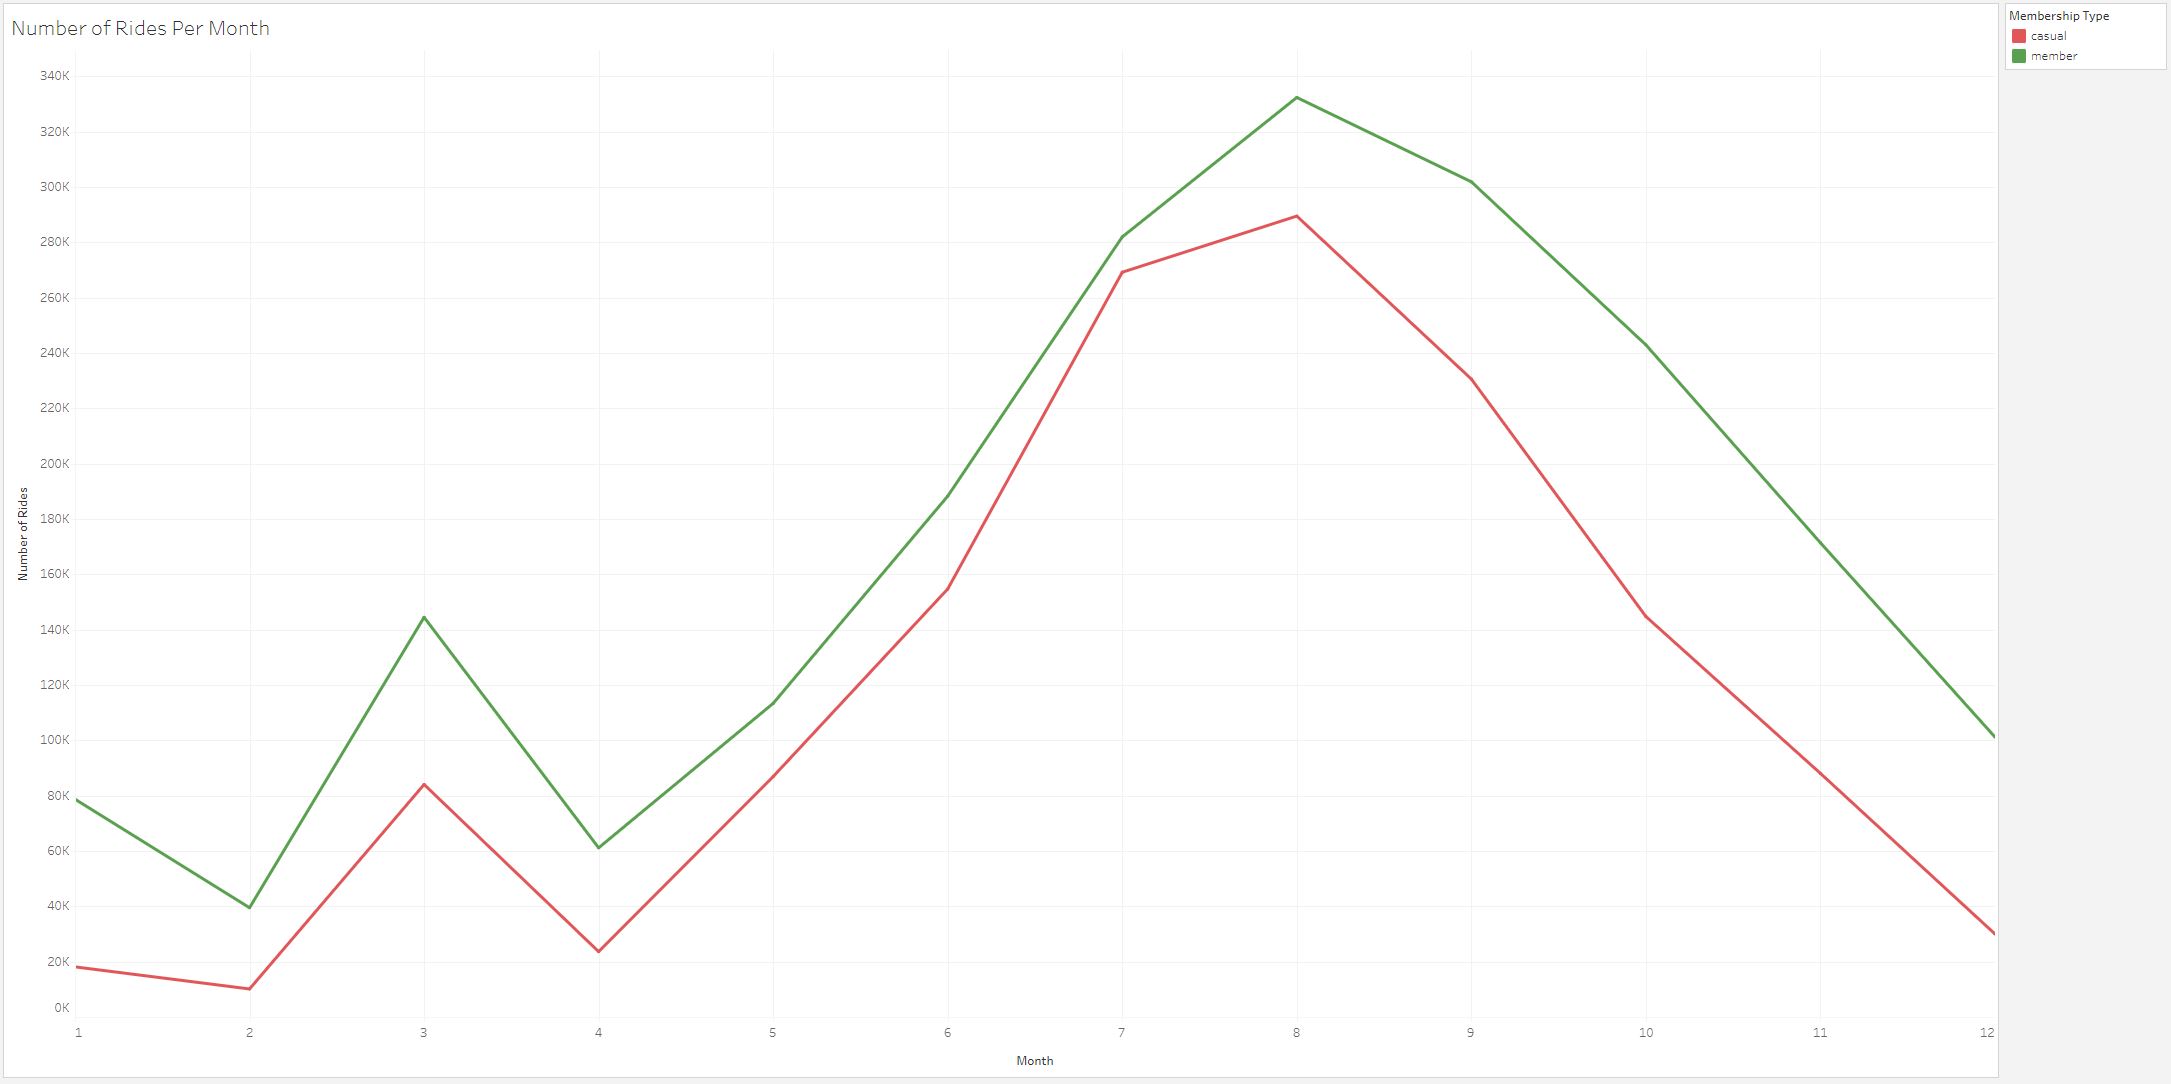 Number of Rides Per Month
Membership Type
casual
member
340K
320K
300K
280K
260K
240K
220K
200K
180K
160K
140K
120K
100K
80K
60K
40K
20K
0K
Number of Rides
1 2 3 4 5 6 7 8 9 10 11 12
Month